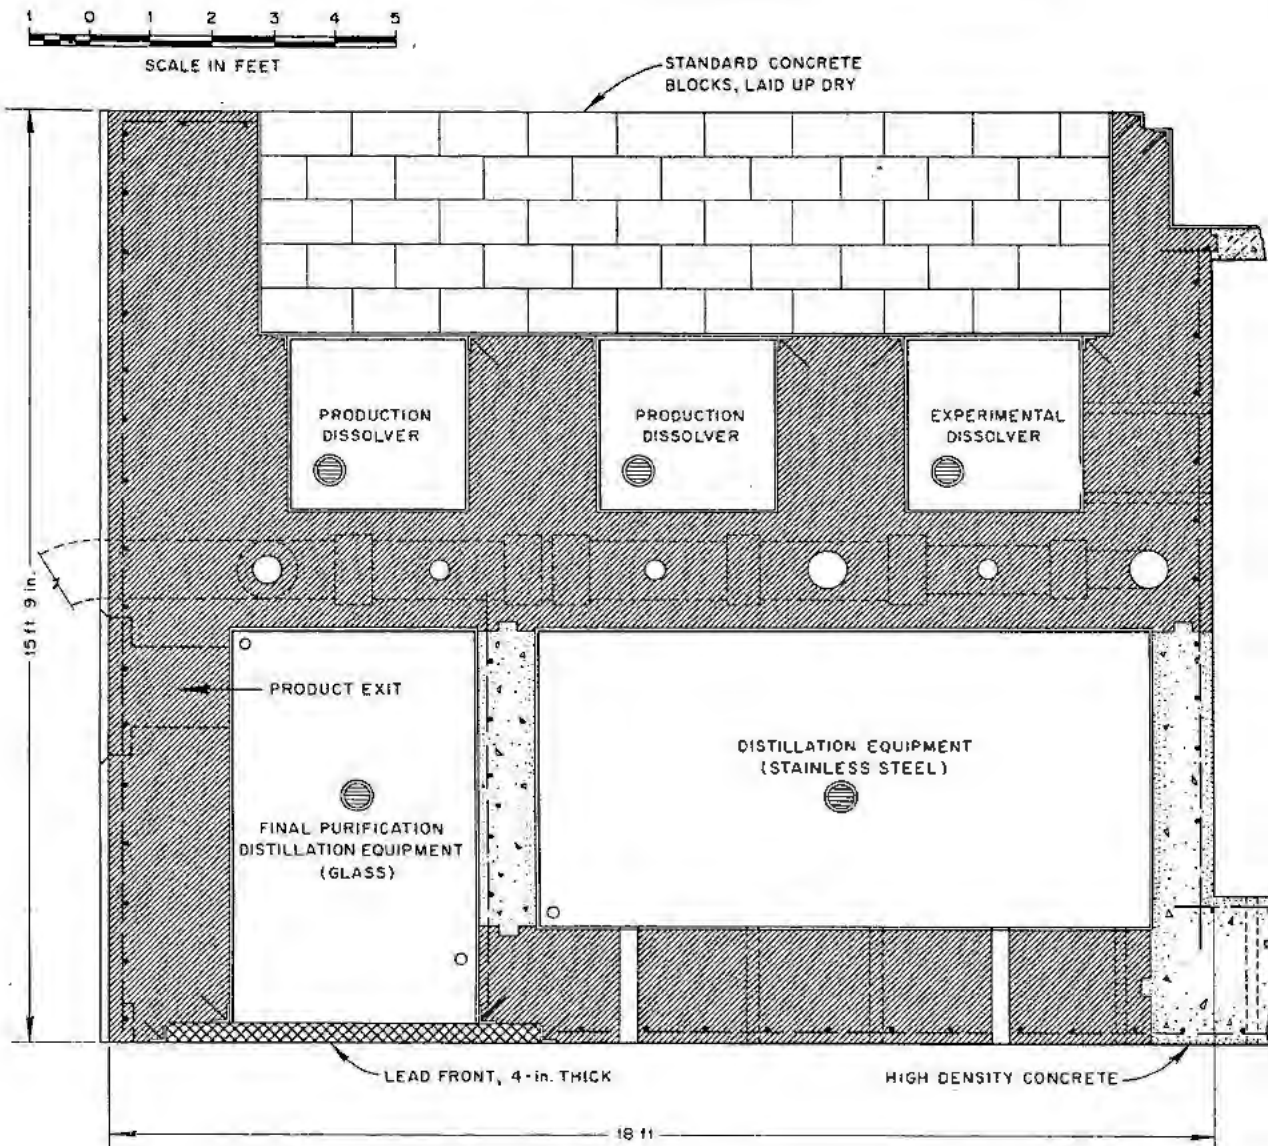 1 0 1 2 3 4 5
SCALE IN FEET
STANDARD CONCRETE
BLOCKS, LAID UP DRY
PRODUCTION
DISSOLVER
PRODUCTION
DISSOLVER
EXPERIMENTAL
DISSOLVER
15 ft 9 in.
PRODUCT EXIT
DISTILLATION EQUIPMENT
(STAINLESS STEEL)
FINAL PURIFICATION
DISTILLATION EQUIPMENT
(GLASS)
LEAD FRONT, 4-in. THICK
HIGH DENSITY CONCRETE
18 ft